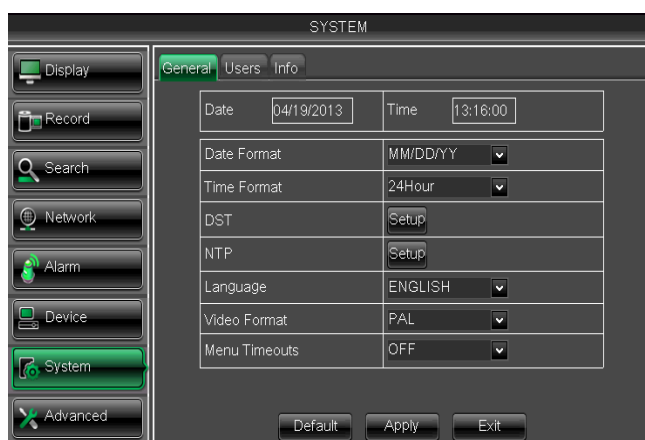 SYSTEM
Display
Record
Search
Network
Alarm
Device
System
Advanced
General Users Info
Date 04/19/2013 Time 13:16:00
Date Format MM/DD/YY
Time Format 24Hour
DST Setup
NTP Setup
Language ENGLISH
Video Format PAL
Menu Timeouts OFF
Default Apply Exit